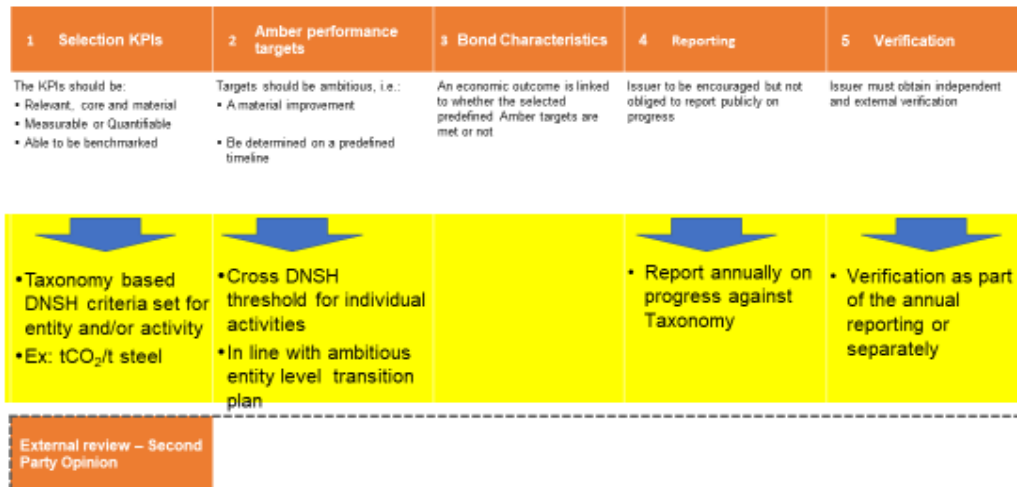 1 Selection KPIs
2 Amber performance
targets
3 Bond Characteristics
4 Reporting
5 Verification
The KPIs should be:
▪ Relevant, core and material
▪ Measurable or Quantifiable
▪ Able to be benchmarked
Targets should be ambitious, i.e.:
▪ A material improvement
▪ Be determined on a predefined
timeline
An economic outcome is linked
to whether the selected
predefined Amber targets are
met or not
Issuer to be encouraged but not
obliged to report publicly on
progress
Issuer must obtain independent
and external verification
•Taxonomy based
DNSH criteria set for
entity and/or activity
•Ex: tCO₂/t steel
•Cross DNSH
threshold for individual
activities
•In line with ambitious
entity level transition
plan
• Report annually on
progress against
Taxonomy
• Verification as part
of the annual
reporting or
separately
External review – Second
Party Opinion